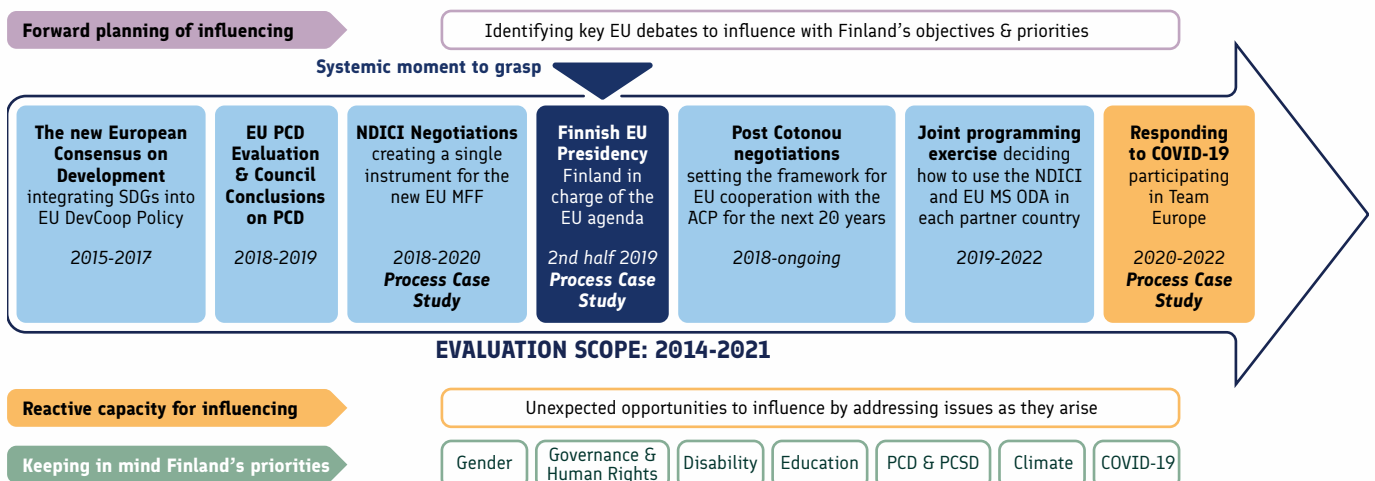 Forward planning of influencing
Identifying key EU debates to influence with Finland's objectives & priorities
Systemic moment to grasp
The new European
Consensus on
Development
integrating SDGs into
EU DevCoop Policy
2015-2017
EU PCD
Evaluation
& Council
Conclusions
on PCD
2018-2019
NDICI Negotiations
creating a single
instrument for the
new EU MFF
2018-2020
Process Case
Study
Finnish EU
Presidency
Finland in
charge of the
EU agenda
2nd half 2019
Process Case
Study
Post Cotonou
negotiations
setting the framework for
EU cooperation with the
ACP for the next 20 years
2018-ongoing
Joint programming
exercise deciding
how to use the NDICI
and EU MS ODA in
each partner country
2019-2022
Responding
to COVID-19
participating
in Team
Europe
2020-2022
Process Case
Study
EVALUATION SCOPE: 2014-2021
Reactive capacity for influencing
Unexpected opportunities to influence by addressing issues as they arise
Keeping in mind Finland's priorities
Gender
Governance &
Human Rights
Disability
Education
PCD & PCSD
Climate
COVID-19